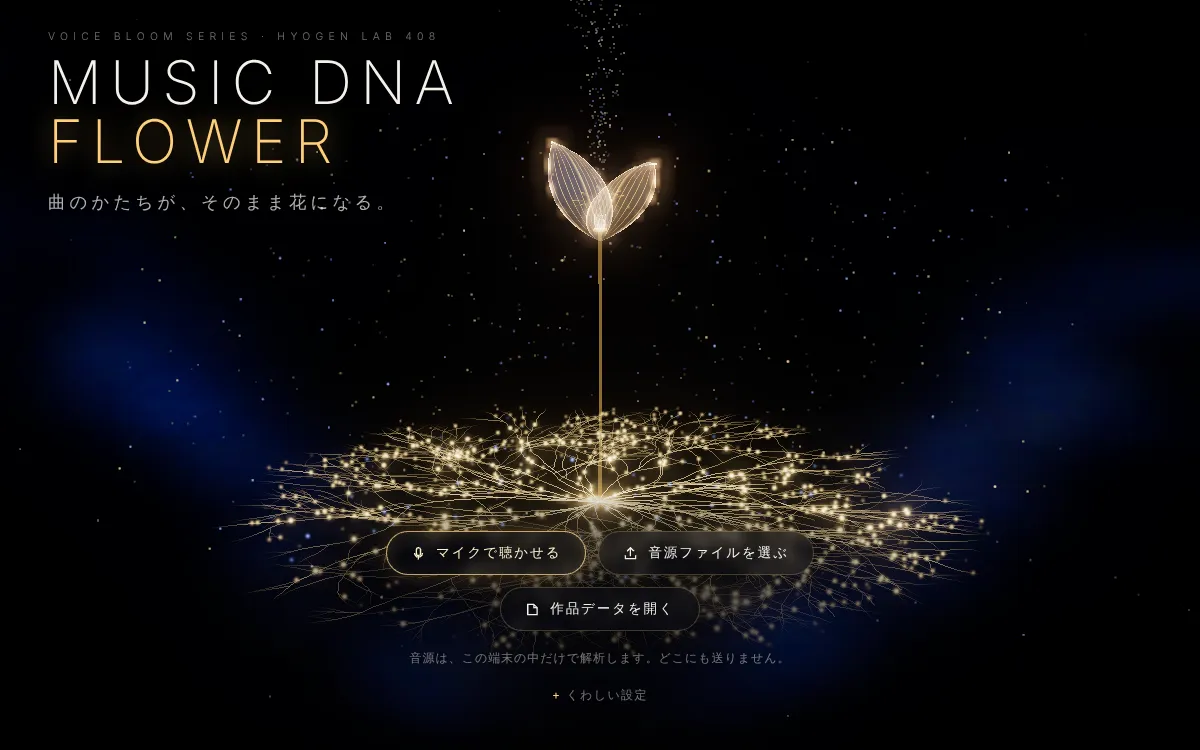 VOICE BLOOM SERIES · HYOGEN LAB 408
MUSIC DNA
FLOWER
曲のかたちが、そのまま花になる。
マイクで聴かせる
音源ファイルを選ぶ
作品データを開く
音源は、この端末の中だけで解析します。どこにも送りません。
+ くわしい設定